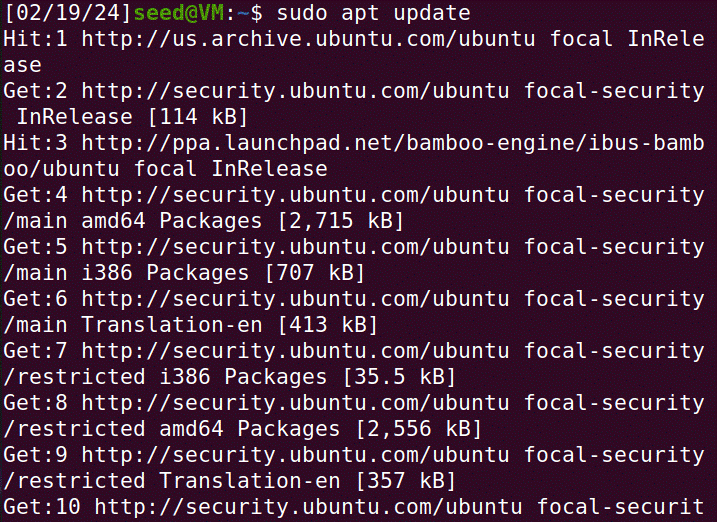 [02/19/24]seed@VM:~$ sudo apt update
Hit:1 http://us.archive.ubuntu.com/ubuntu focal InRele
ase
Get:2 http://security.ubuntu.com/ubuntu focal-security
 InRelease [114 kB]
Hit:3 http://ppa.launchpad.net/bamboo-engine/ibus-bamb
oo/ubuntu focal InRelease
Get:4 http://security.ubuntu.com/ubuntu focal-security
/main amd64 Packages [2,715 kB]
Get:5 http://security.ubuntu.com/ubuntu focal-security
/main i386 Packages [707 kB]
Get:6 http://security.ubuntu.com/ubuntu focal-security
/main Translation-en [413 kB]
Get:7 http://security.ubuntu.com/ubuntu focal-security
/restricted i386 Packages [35.5 kB]
Get:8 http://security.ubuntu.com/ubuntu focal-security
/restricted amd64 Packages [2,556 kB]
Get:9 http://security.ubuntu.com/ubuntu focal-security
/restricted Translation-en [357 kB]
Get:10 http://security.ubuntu.com/ubuntu focal-securit